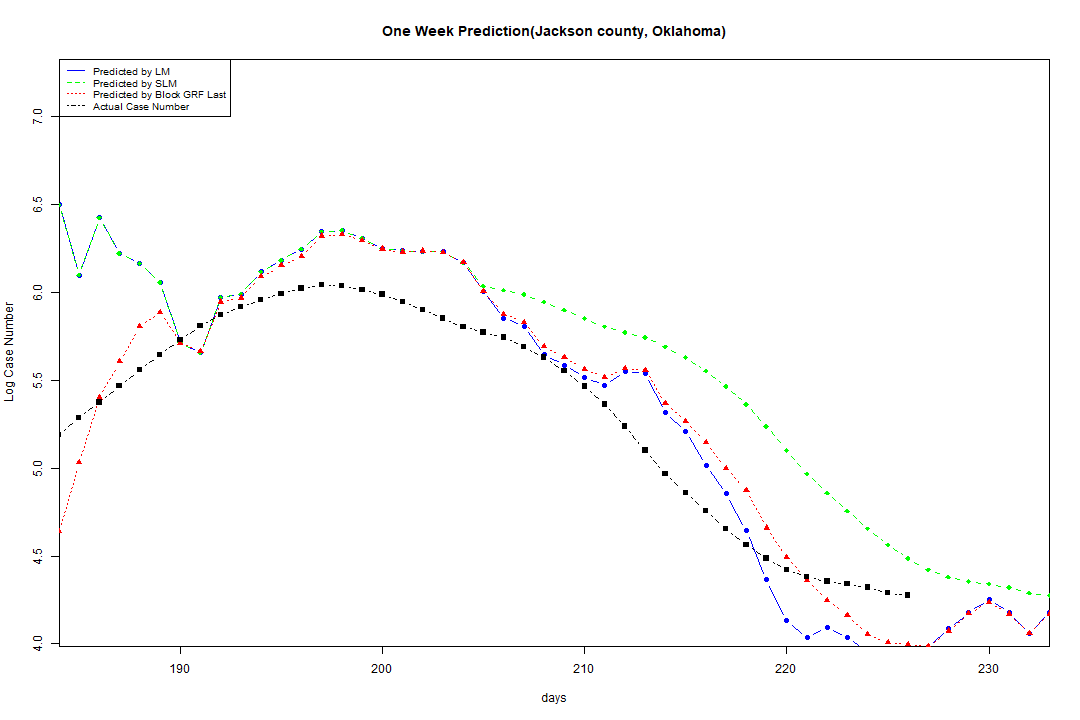 One Week Prediction(Jackson county, Oklahoma)
Predicted by LM
Predicted by SLM
Predicted by Block GRF Last
Actual Case Number
Log Case Number
7.0
6.5
6.0
5.5
5.0
4.5
4.0
190 200 210 220 230
days